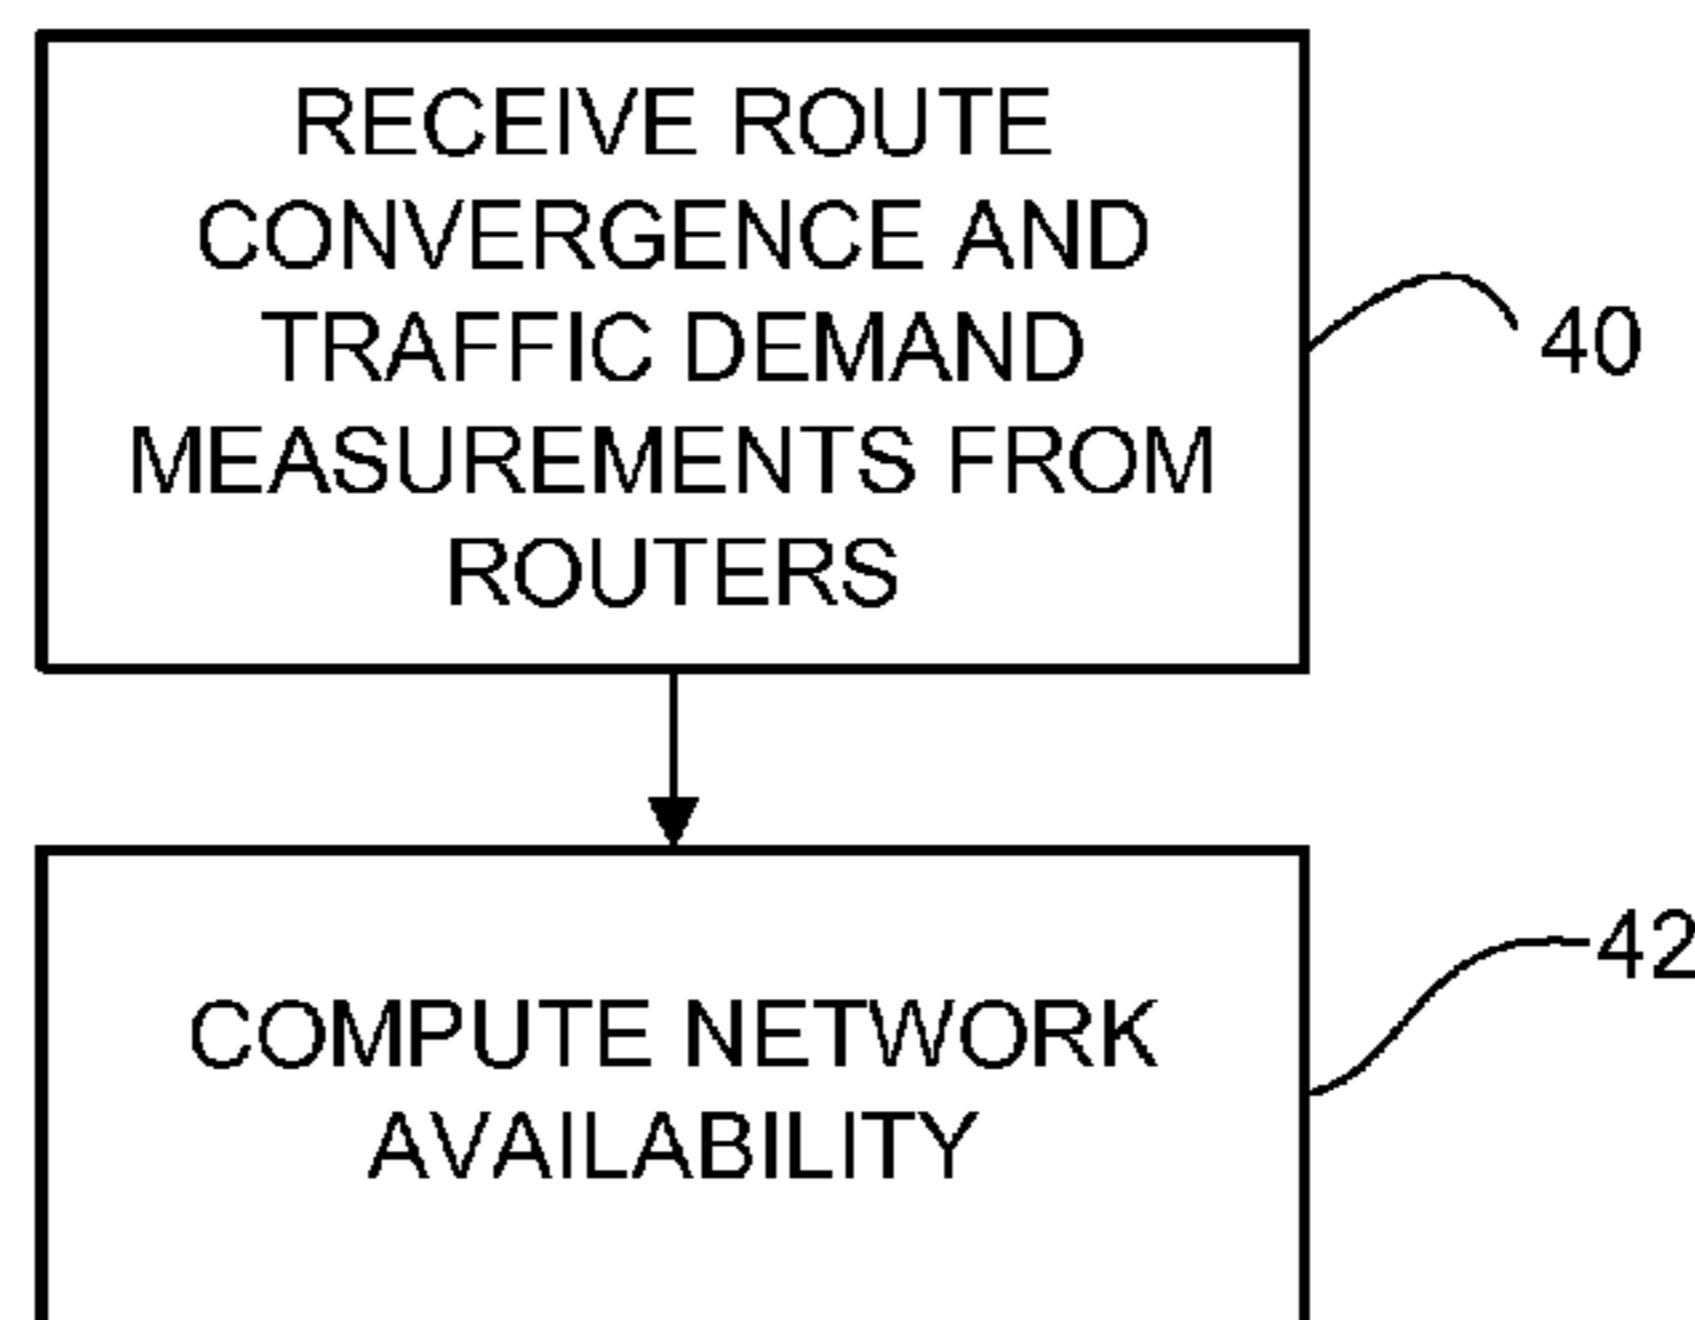 RECEIVE ROUTE
CONVERGENCE AND
TRAFFIC DEMAND
MEASUREMENTS FROM
ROUTERS
40
COMPUTE NETWORK
AVAILABILITY
42